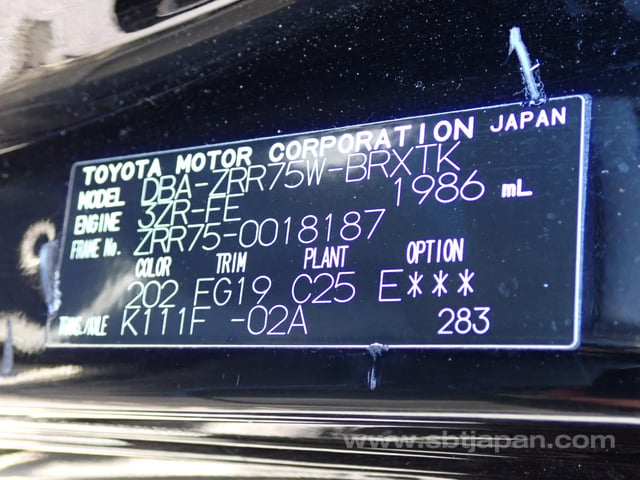 TOYOTA MOTOR CORPORATION JAPAN
MODEL DBA-ZRR75W-BRXTK
ENGINE 3ZR-FE 1986 mL
FRAME No. ZRR75-0018187
COLOR TRIM PLANT OPTION
202 FG19 C25 E***
TRANS./AXLE K111F -02A 283
www.sbtjapan.com